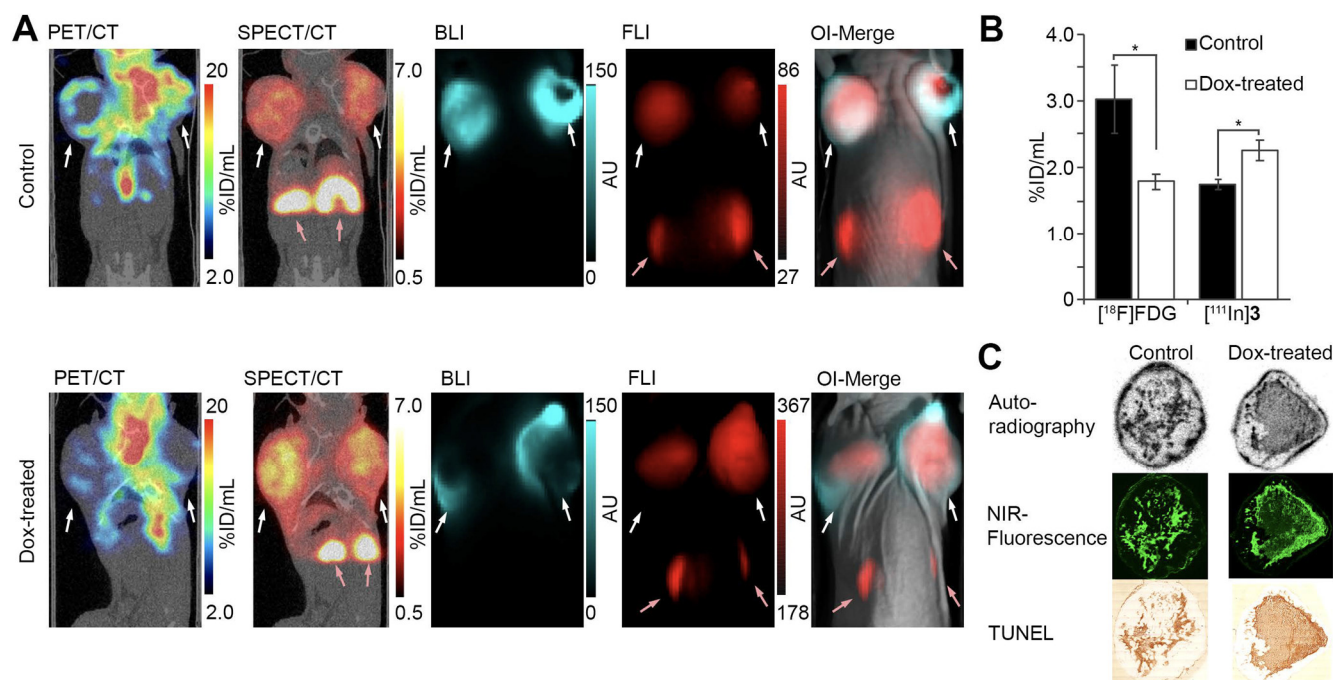 A
PET/CT
SPECT/CT
BLI
FLI
OI-Merge
Control
20
%ID/mL
2.0
7.0
%ID/mL
0.5
150
AU
0
86
AU
27
PET/CT
SPECT/CT
BLI
FLI
OI-Merge
Dox-treated
20
%ID/mL
2.0
7.0
%ID/mL
0.5
150
AU
0
367
AU
178
B
Control
Dox-treated
*
*
%ID/mL
4.0
3.0
2.0
1.0
0
[¹⁸F]FDG
[¹¹¹In]3
C
Control
Dox-treated
Auto-
radiography
NIR-
Fluorescence
TUNEL